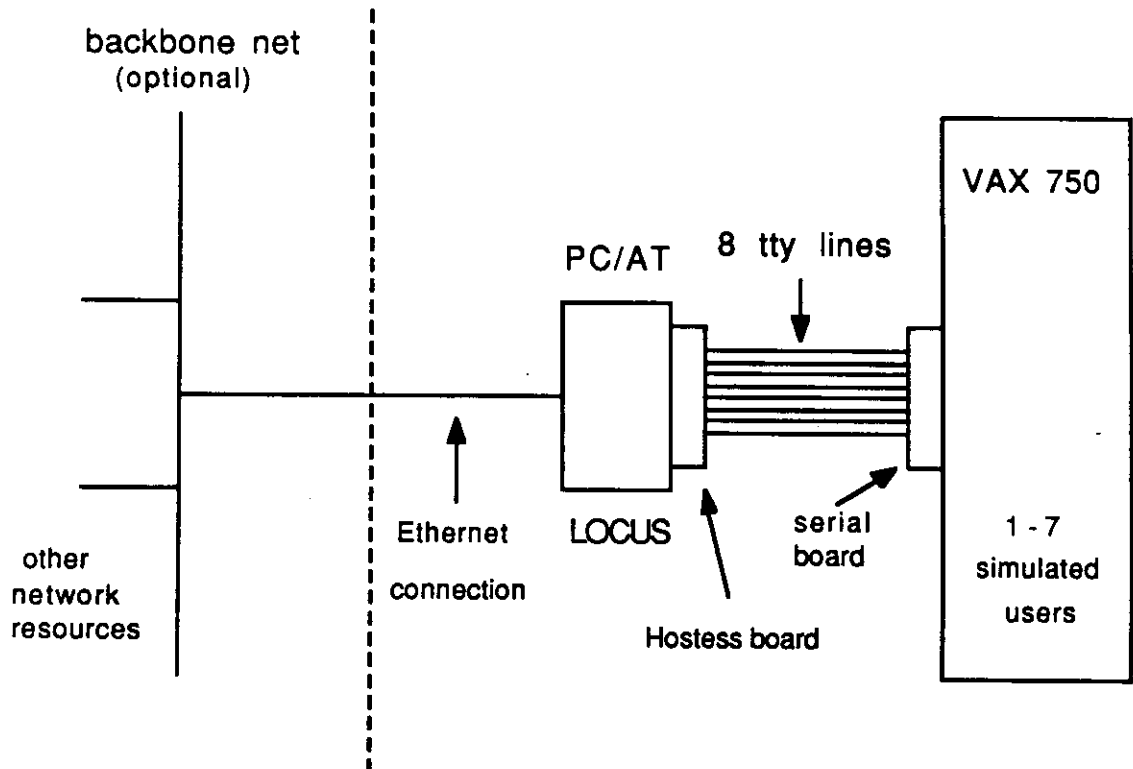 backbone net
(optional)
VAX 750
8 tty lines
PC/AT
Ethernet
connection
LOCUS
serial
board
1 - 7
simulated
users
other
network
resources
Hostess board